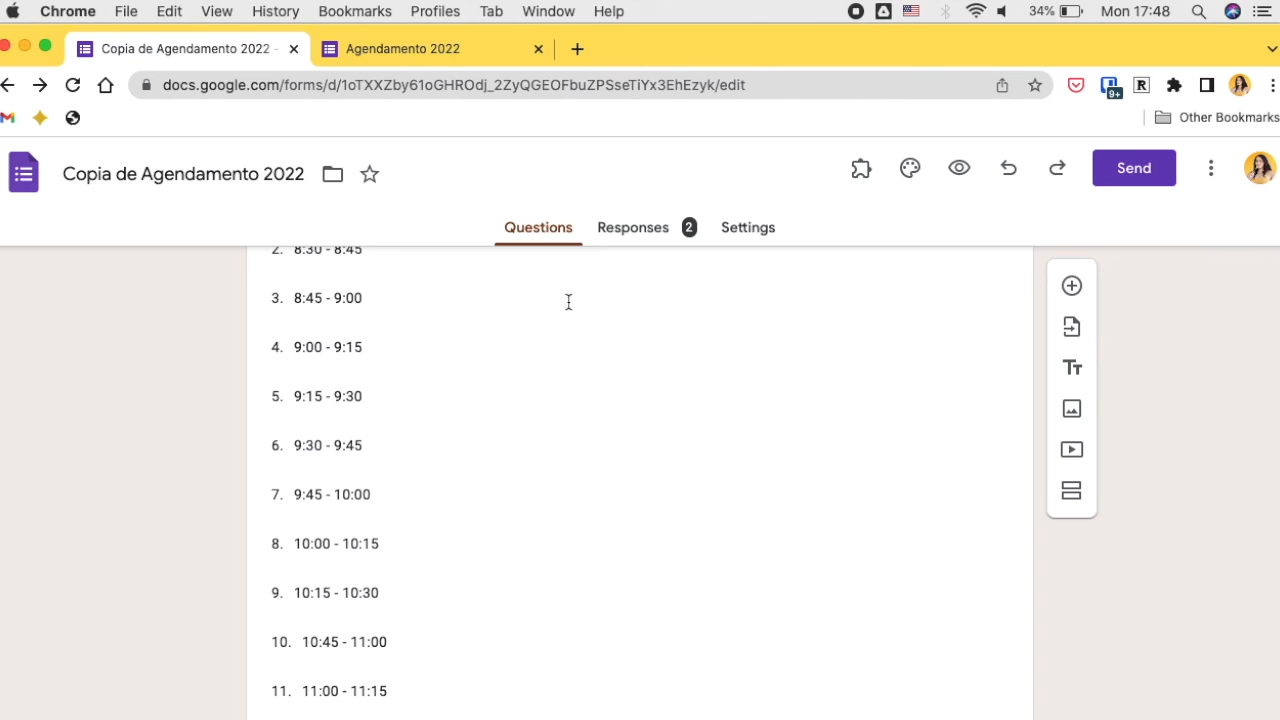 Chrome File Edit View History Bookmarks Profiles Tab Window Help 34% Mon 17:48
Copia de Agendamento 2022 - Agendamento 2022
docs.google.com/forms/d/1oTXXZby61oGHROdj_2ZyQGEOFbuZPSseTiYx3EhEzyk/edit R 9+
Other Bookmarks
Copia de Agendamento 2022 Send
Questions Responses 2 Settings
2. 8:30 - 8:45
3. 8:45 - 9:00
4. 9:00 - 9:15
5. 9:15 - 9:30
6. 9:30 - 9:45
7. 9:45 - 10:00
8. 10:00 - 10:15
9. 10:15 - 10:30
10. 10:45 - 11:00
11. 11:00 - 11:15
Tт